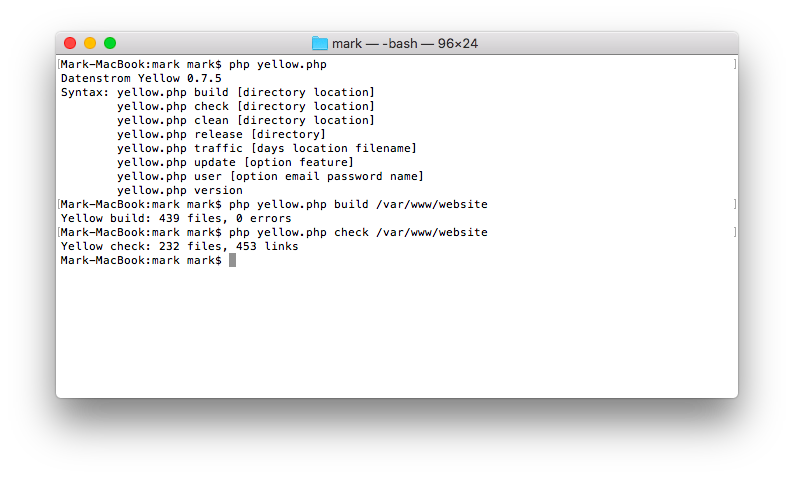 mark — -bash — 96×24
[Mark-MacBook:mark mark$ php yellow.php ]
Datenstrom Yellow 0.7.5
Syntax: yellow.php build [directory location]
yellow.php check [directory location]
yellow.php clean [directory location]
yellow.php release [directory]
yellow.php traffic [days location filename]
yellow.php update [option feature]
yellow.php user [option email password name]
yellow.php version
[Mark-MacBook:mark mark$ php yellow.php build /var/www/website ]
Yellow build: 439 files, 0 errors
[Mark-MacBook:mark mark$ php yellow.php check /var/www/website ]
Yellow check: 232 files, 453 links
Mark-MacBook:mark mark$